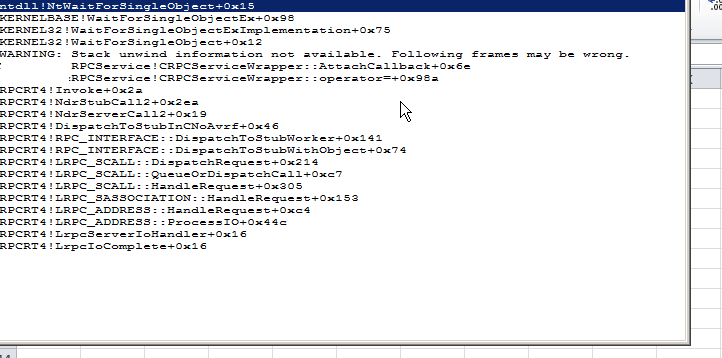 ntdll!NtWaitForSingleObject+0x15
KERNELBASE!WaitForSingleObjectEx+0x98
KERNEL32!WaitForSingleObjectExImplementation+0x75
KERNEL32!WaitForSingleObject+0x12
WARNING: Stack unwind information not available. Following frames may be wrong.
RPCService!CRPCServiceWrapper::AttachCallback+0x6e
:RPCService!CRPCServiceWrapper::operator=+0x98a
RPCRT4!Invoke+0x2a
RPCRT4!NdrStubCall2+0x2ea
RPCRT4!NdrServerCall2+0x19
RPCRT4!DispatchToStubInCNoAvrf+0x46
RPCRT4!RPC_INTERFACE::DispatchToStubWorker+0x141
RPCRT4!RPC_INTERFACE::DispatchToStubWithObject+0x74
RPCRT4!LRPC_SCALL::DispatchRequest+0x214
RPCRT4!LRPC_SCALL::QueueOrDispatchCall+0xc7
RPCRT4!LRPC_SCALL::HandleRequest+0x305
RPCRT4!LRPC_SASSOCIATION::HandleRequest+0x153
RPCRT4!LRPC_ADDRESS::HandleRequest+0xc4
RPCRT4!LRPC_ADDRESS::ProcessIO+0x44c
RPCRT4!LrpcServerIoHandler+0x16
RPCRT4!LrpcIoComplete+0x16